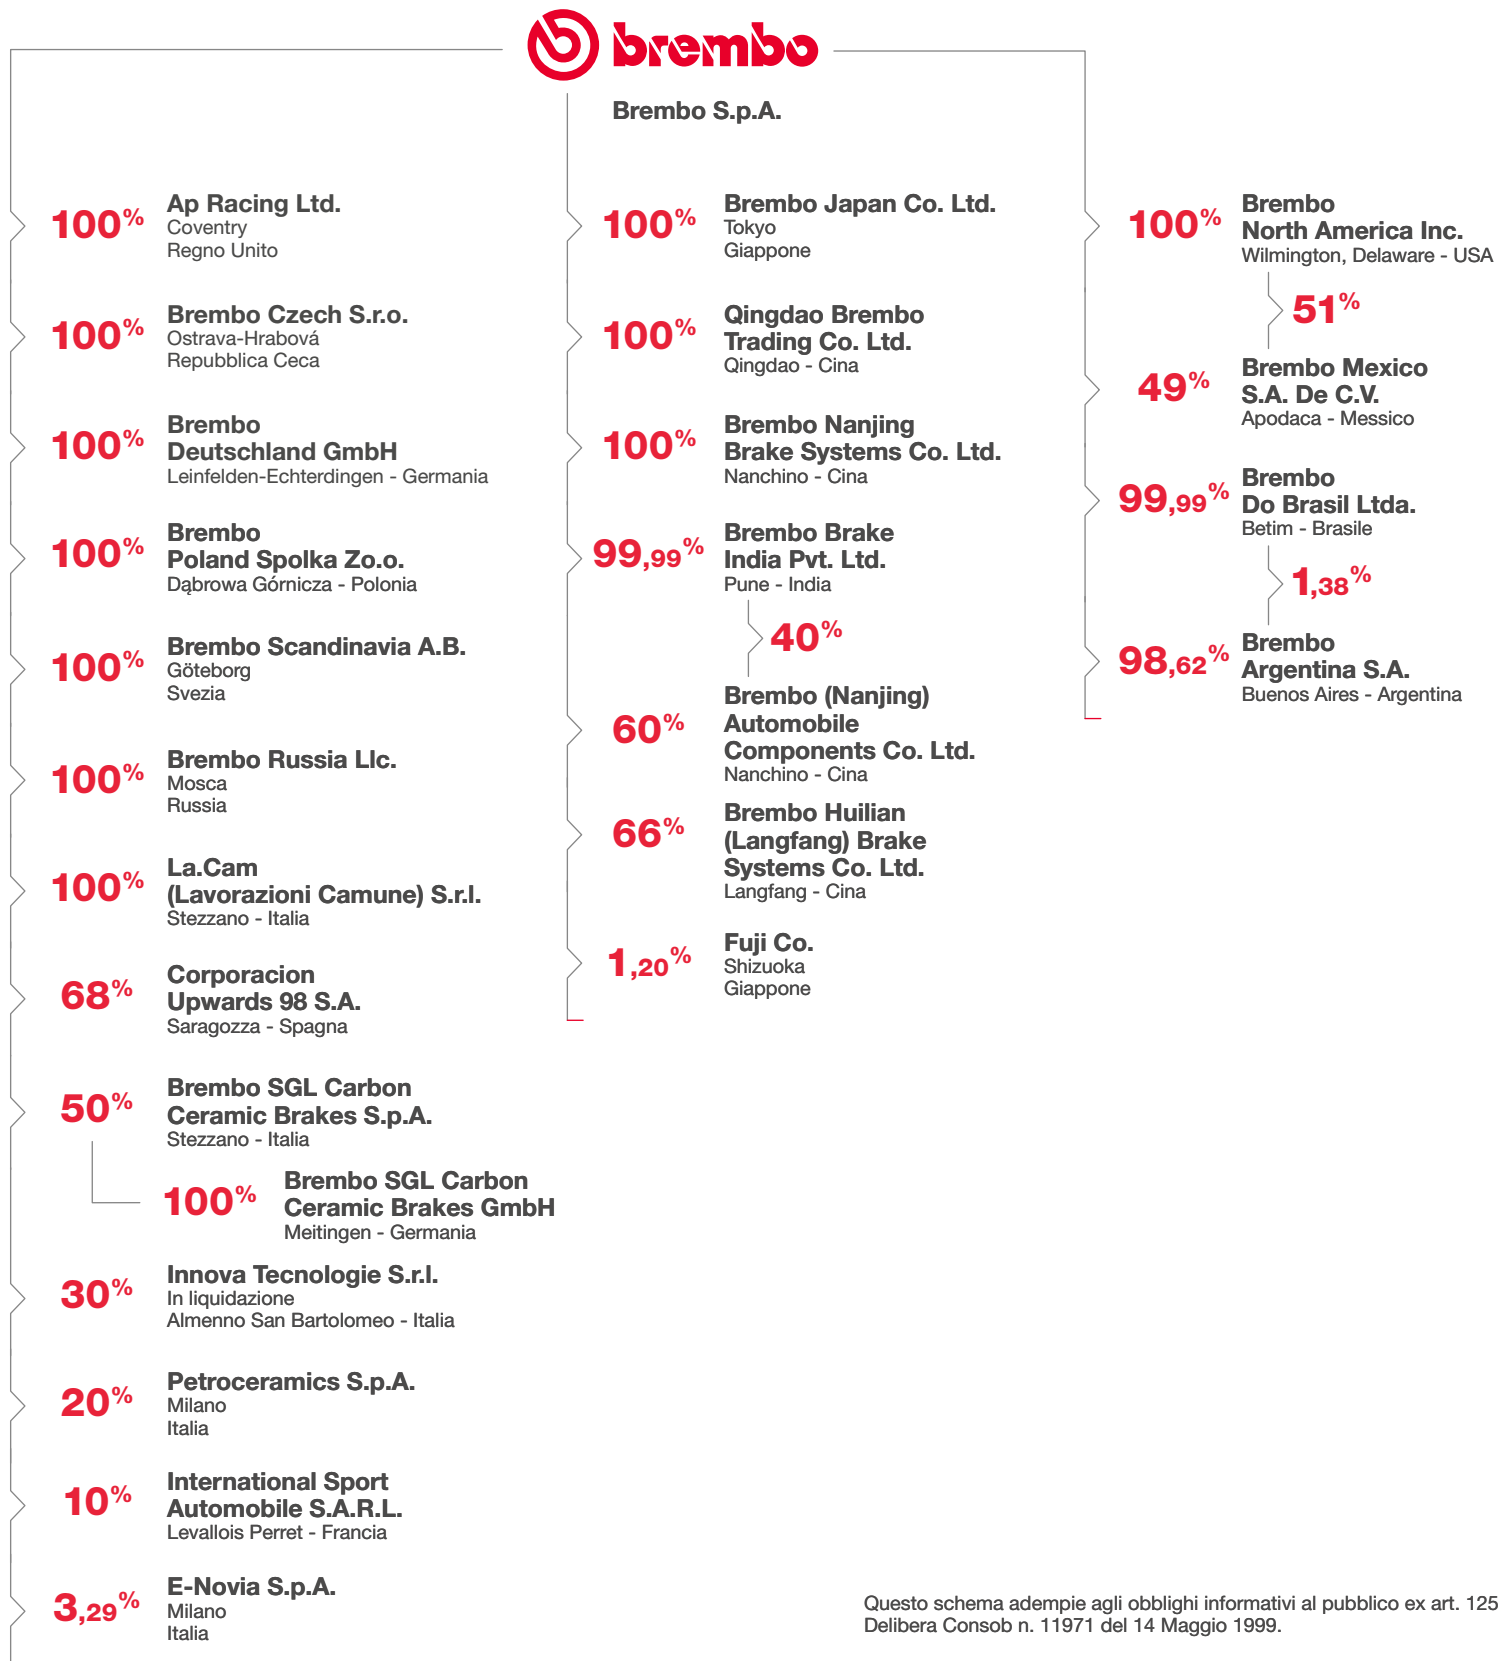 brembo
Brembo S.p.A.
100%
Ap Racing Ltd.
Coventry
Regno Unito
100%
Brembo Czech S.r.o.
Ostrava-Hrabová
Repubblica Ceca
100%
Brembo
Deutschland GmbH
Leinfelden-Echterdingen - Germania
100%
Brembo
Poland Spolka Zo.o.
Dąbrowa Górnicza - Polonia
100%
Brembo Scandinavia A.B.
Göteborg
Svezia
100%
Brembo Russia Llc.
Mosca
Russia
100%
La.Cam
(Lavorazioni Camune) S.r.l.
Stezzano - Italia
68%
Corporacion
Upwards 98 S.A.
Saragozza - Spagna
50%
Brembo SGL Carbon
Ceramic Brakes S.p.A.
Stezzano - Italia
100%
Brembo SGL Carbon
Ceramic Brakes GmbH
Meitingen - Germania
30%
Innova Tecnologie S.r.l.
In liquidazione
Almenno San Bartolomeo - Italia
20%
Petroceramics S.p.A.
Milano
Italia
10%
International Sport
Automobile S.A.R.L.
Levallois Perret - Francia
3,29%
E-Novia S.p.A.
Milano
Italia
100%
Brembo Japan Co. Ltd.
Tokyo
Giappone
100%
Qingdao Brembo
Trading Co. Ltd.
Qingdao - Cina
100%
Brembo Nanjing
Brake Systems Co. Ltd.
Nanchino - Cina
99,99%
Brembo Brake
India Pvt. Ltd.
Pune - India
40%
60%
Brembo (Nanjing)
Automobile
Components Co. Ltd.
Nanchino - Cina
66%
Brembo Huilian
(Langfang) Brake
Systems Co. Ltd.
Langfang - Cina
1,20%
Fuji Co.
Shizuoka
Giappone
100%
Brembo
North America Inc.
Wilmington, Delaware - USA
51%
49%
Brembo Mexico
S.A. De C.V.
Apodaca - Messico
99,99%
Brembo
Do Brasil Ltda.
Betim - Brasile
1,38%
98,62%
Brembo
Argentina S.A.
Buenos Aires - Argentina
Questo schema adempie agli obblighi informativi al pubblico ex art. 125
Delibera Consob n. 11971 del 14 Maggio 1999.